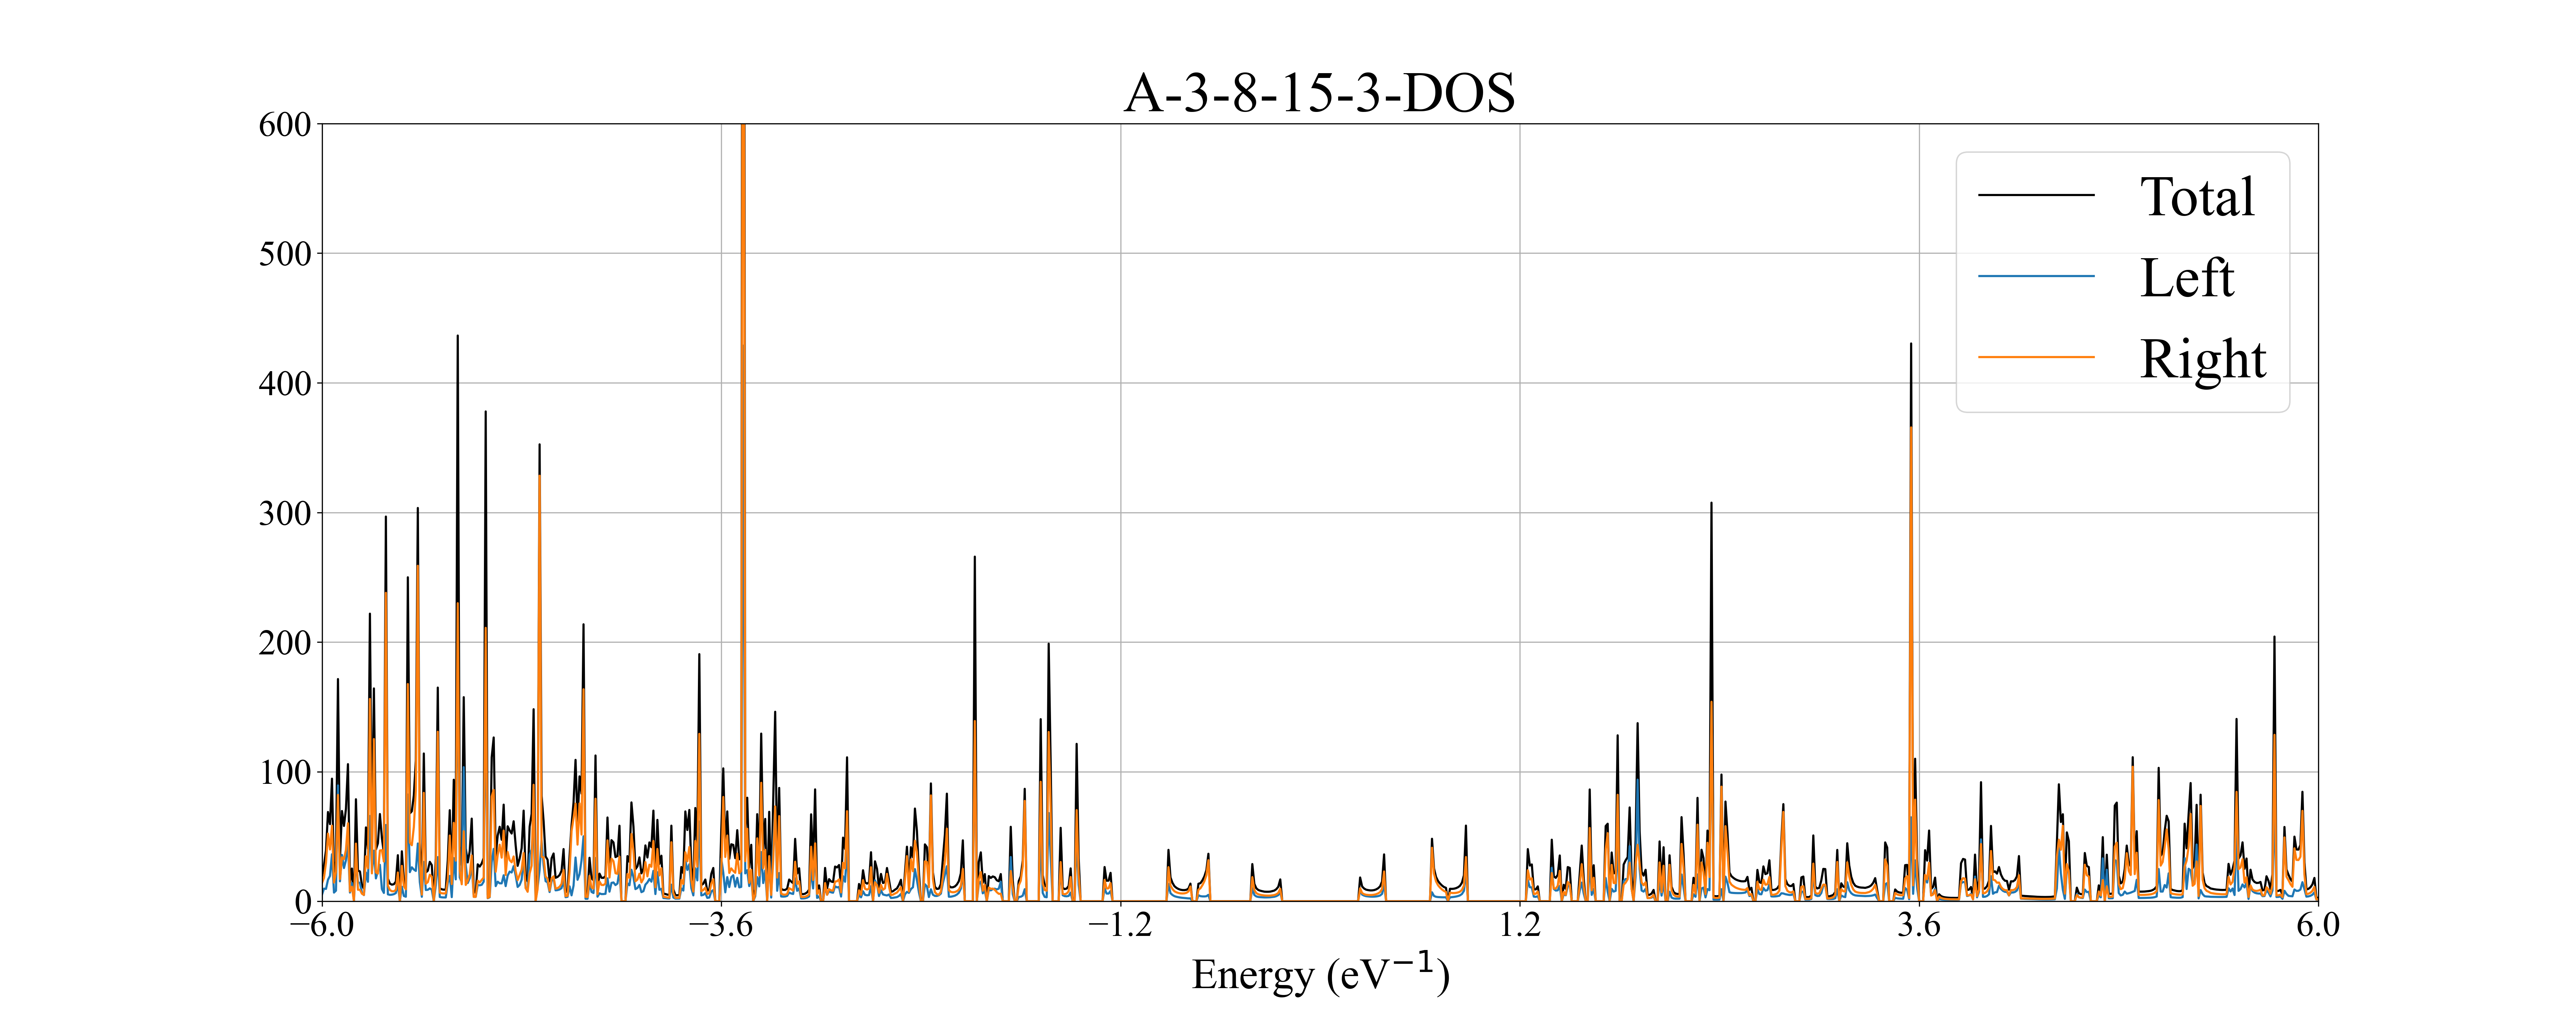 A-3-8-15-3-DOS
600
500
400
300
200
100
0
Total
Left
Right
−6.0 −3.6 −1.2 1.2 3.6 6.0
Energy (eV⁻¹)